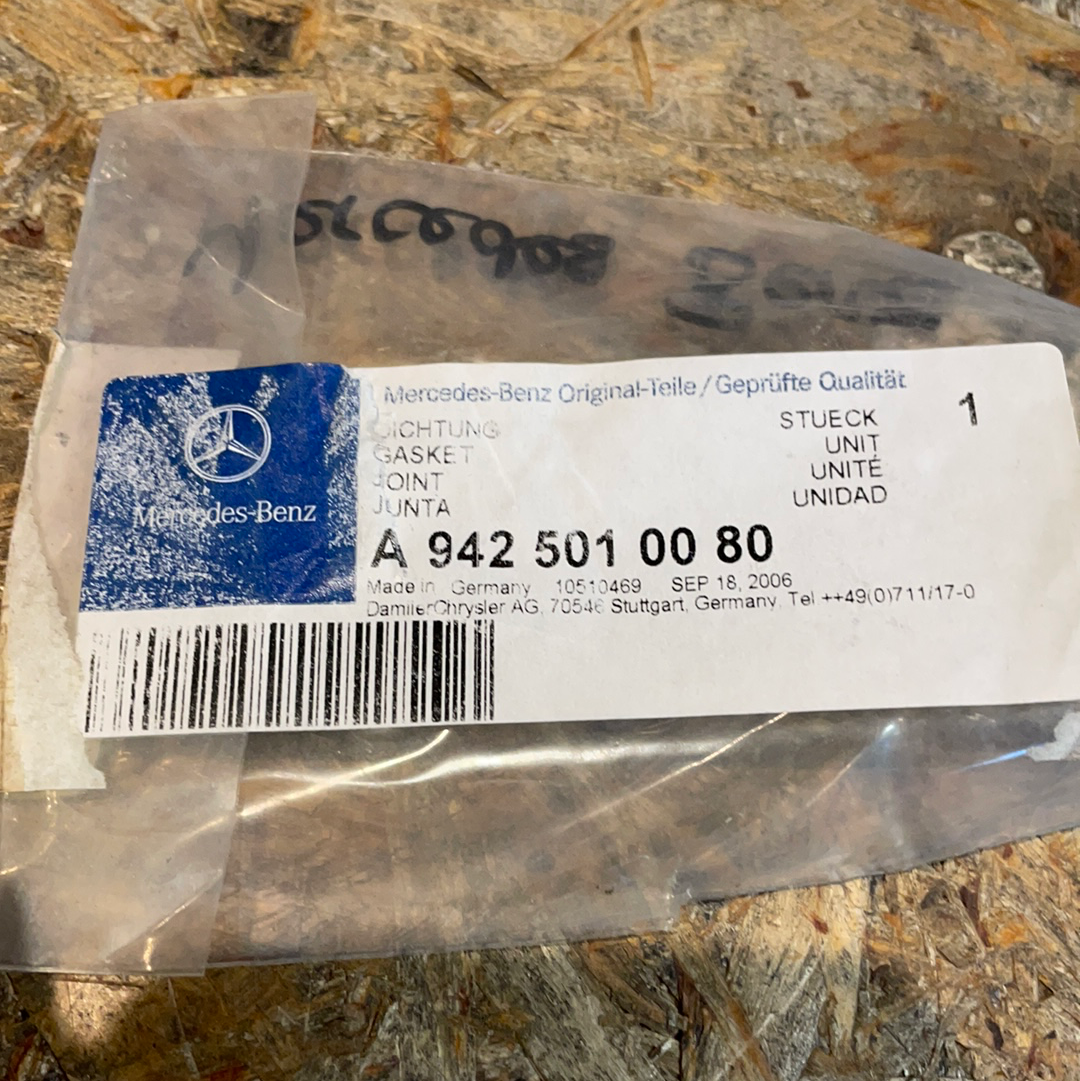 Mercedes-Benz Original-Teile/Geprüfte Qualität
DICHTUNG STUECK 1
GASKET UNIT
JOINT UNITÉ
JUNTA UNIDAD
Mercedes-Benz
A 942 501 00 80
Made in Germany 10510469 SEP 18, 2006
DaimlerChrysler AG, 70546 Stuttgart, Germany, Tel ++49(0)711/17-0